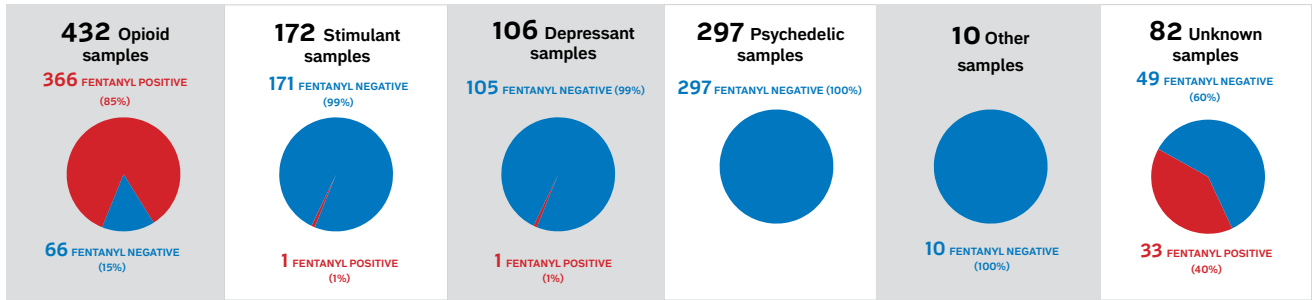 432 Opioid
samples
366 FENTANYL POSITIVE
(85%)
66 FENTANYL NEGATIVE
(15%)
172 Stimulant
samples
171 FENTANYL NEGATIVE
(99%)
1 FENTANYL POSITIVE
(1%)
106 Depressant
samples
105 FENTANYL NEGATIVE (99%)
1 FENTANYL POSITIVE
(1%)
297 Psychedelic
samples
297 FENTANYL NEGATIVE (100%)
10 Other
samples
10 FENTANYL NEGATIVE
(100%)
82 Unknown
samples
49 FENTANYL NEGATIVE
(60%)
33 FENTANYL POSITIVE
(40%)